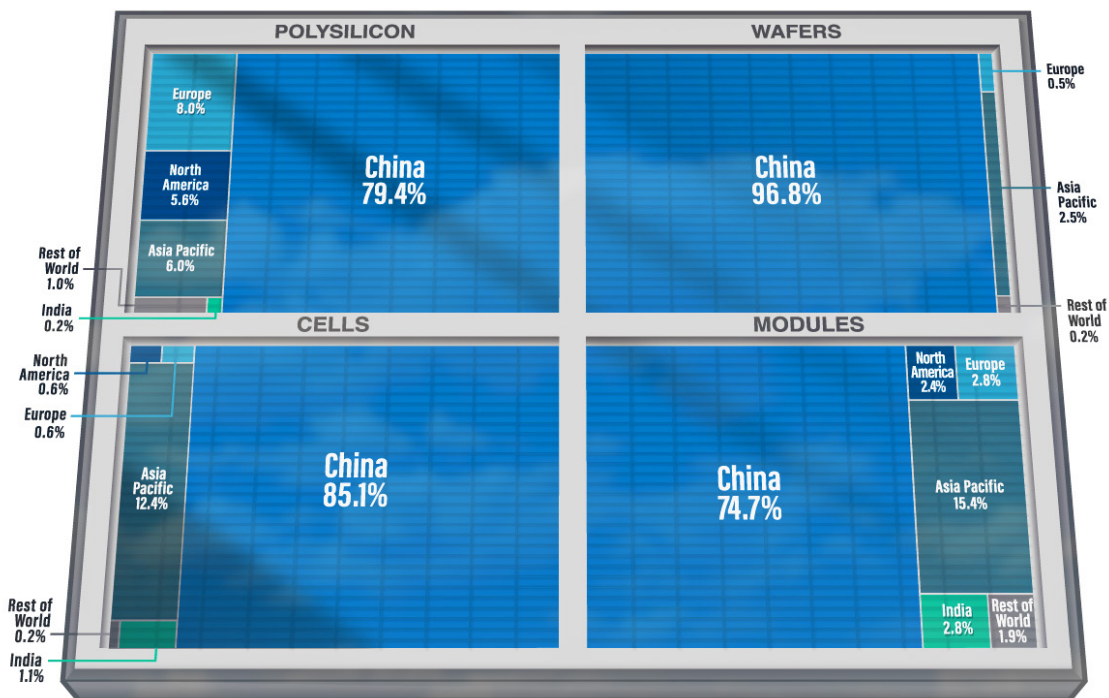 POLYSILICON
Europe
8.0%
North
America
5.6%
Asia Pacific
6.0%
Rest of
World
1.0%
India
0.2%
China
79.4%
WAFERS
China
96.8%
Europe
0.5%
Asia
Pacific
2.5%
Rest of
World
0.2%
CELLS
North
America
0.6%
Europe
0.6%
Asia
Pacific
12.4%
Rest of
World
0.2%
India
1.1%
China
85.1%
MODULES
China
74.7%
North
America
2.4%
Europe
2.8%
Asia Pacific
15.4%
India
2.8%
Rest of
World
1.9%